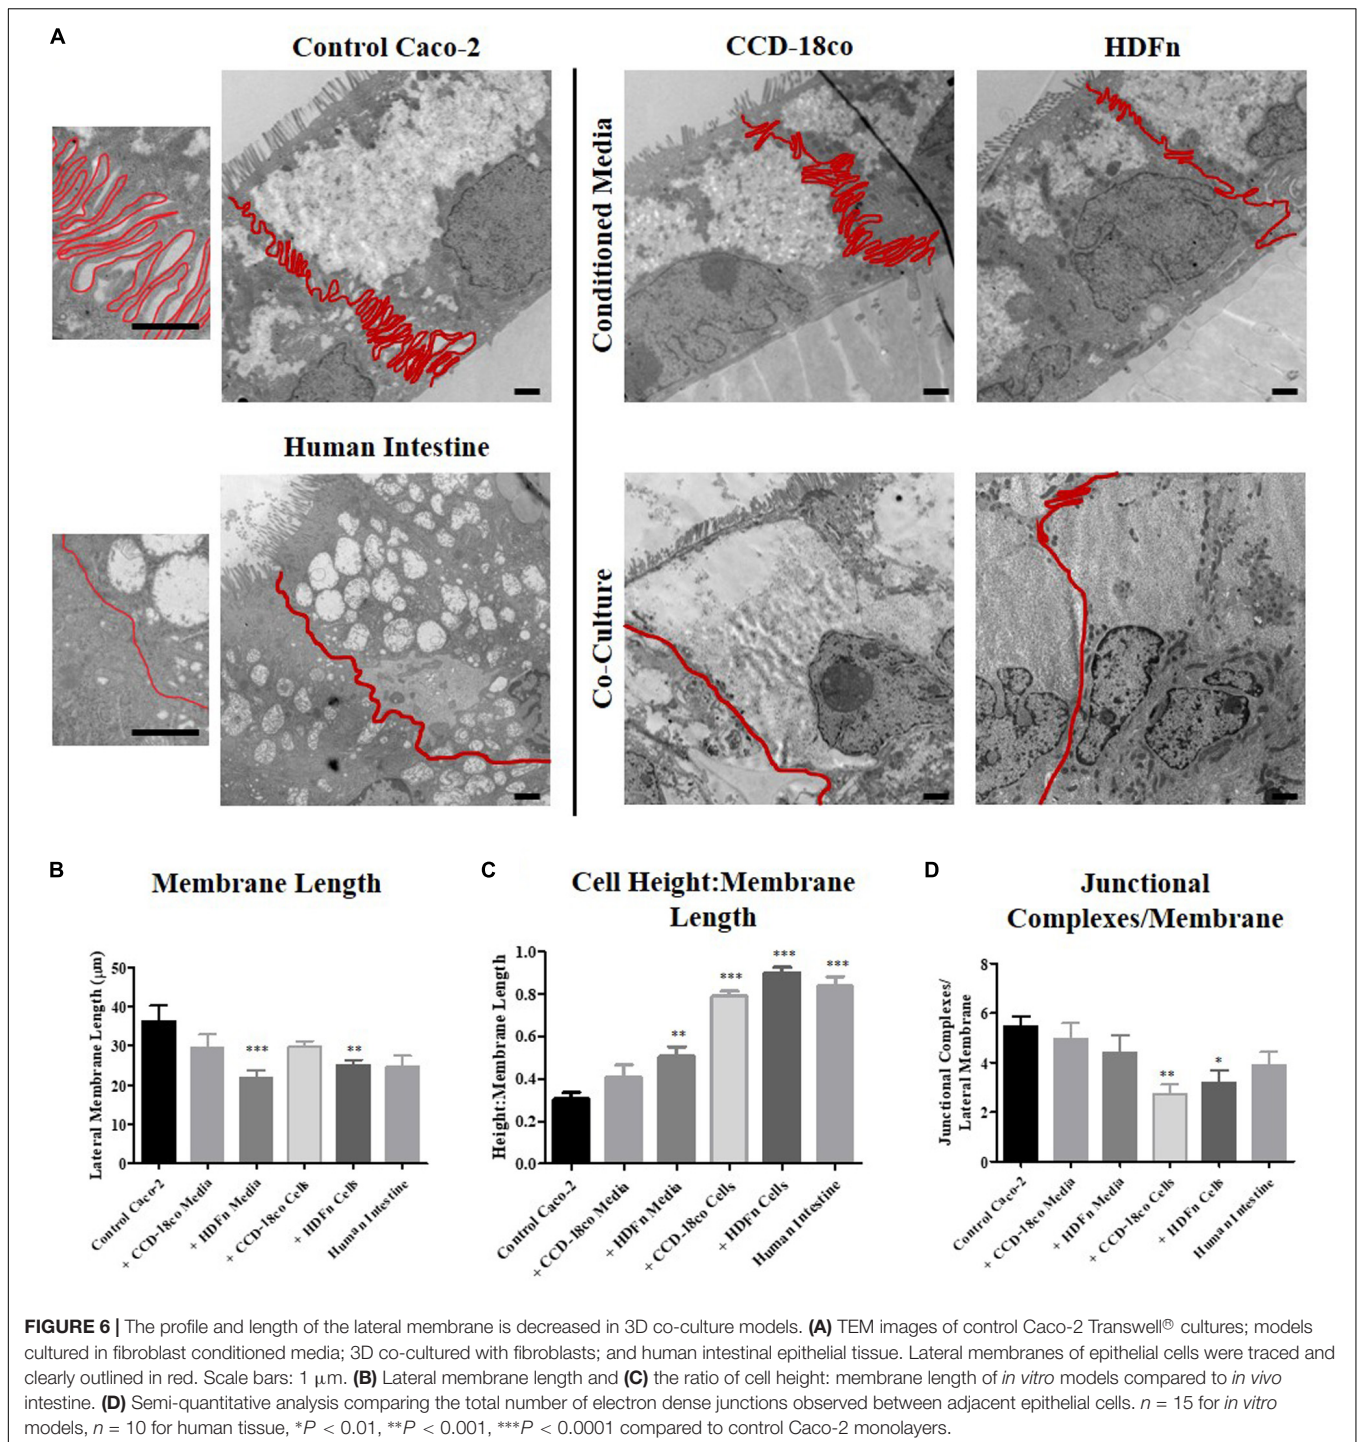 A
Control Caco-2
CCD-18co
HDFn
Conditioned Media
Human Intestine
Co-Culture
B
Membrane Length
Lateral Membrane Length (μm)
50
40
30
20
10
0
***
**
Control Caco-2
+ CCD-18co Media
+ HDFn Media
+ CCD-18co Cells
+ HDFn Cells
Human Intestine
C
Cell Height:Membrane
Length
Height:Membrane Length
1.0
0.8
0.6
0.4
0.2
0.0
**
***
***
***
Control Caco-2
+ CCD-18co Media
+ HDFn Media
+ CCD-18co Cells
+ HDFn Cells
Human Intestine
D
Junctional
Complexes/Membrane
Junctional Complexes/
Lateral Membrane
8
6
4
2
0
**
*
Control Caco-2
+ CCD-18co Media
+ HDFn Media
+ CCD-18co Cells
+ HDFn Cells
Human Intestine
FIGURE 6 | The profile and length of the lateral membrane is decreased in 3D co-culture models. (A) TEM images of control Caco-2 Transwell® cultures; models
cultured in fibroblast conditioned media; 3D co-cultured with fibroblasts; and human intestinal epithelial tissue. Lateral membranes of epithelial cells were traced and
clearly outlined in red. Scale bars: 1 μm. (B) Lateral membrane length and (C) the ratio of cell height: membrane length of in vitro models compared to in vivo
intestine. (D) Semi-quantitative analysis comparing the total number of electron dense junctions observed between adjacent epithelial cells. n = 15 for in vitro
models, n = 10 for human tissue, *P < 0.01, **P < 0.001, ***P < 0.0001 compared to control Caco-2 monolayers.